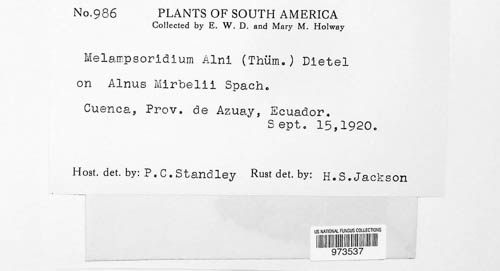 No. 986 PLANTS OF SOUTH AMERICA
Collected by E. W. D. and Mary M. Holway
Melampsoridium Alni (Thüm.) Dietel
on Alnus Mirbelii Spach.
Cuenca, Prov. de Azuay, Ecuador.
Sept. 15,1920.
Host. det. by: P.C.Standley Rust det. by: H.S.Jackson
US NATIONAL FUNGUS COLLECTIONS
973537